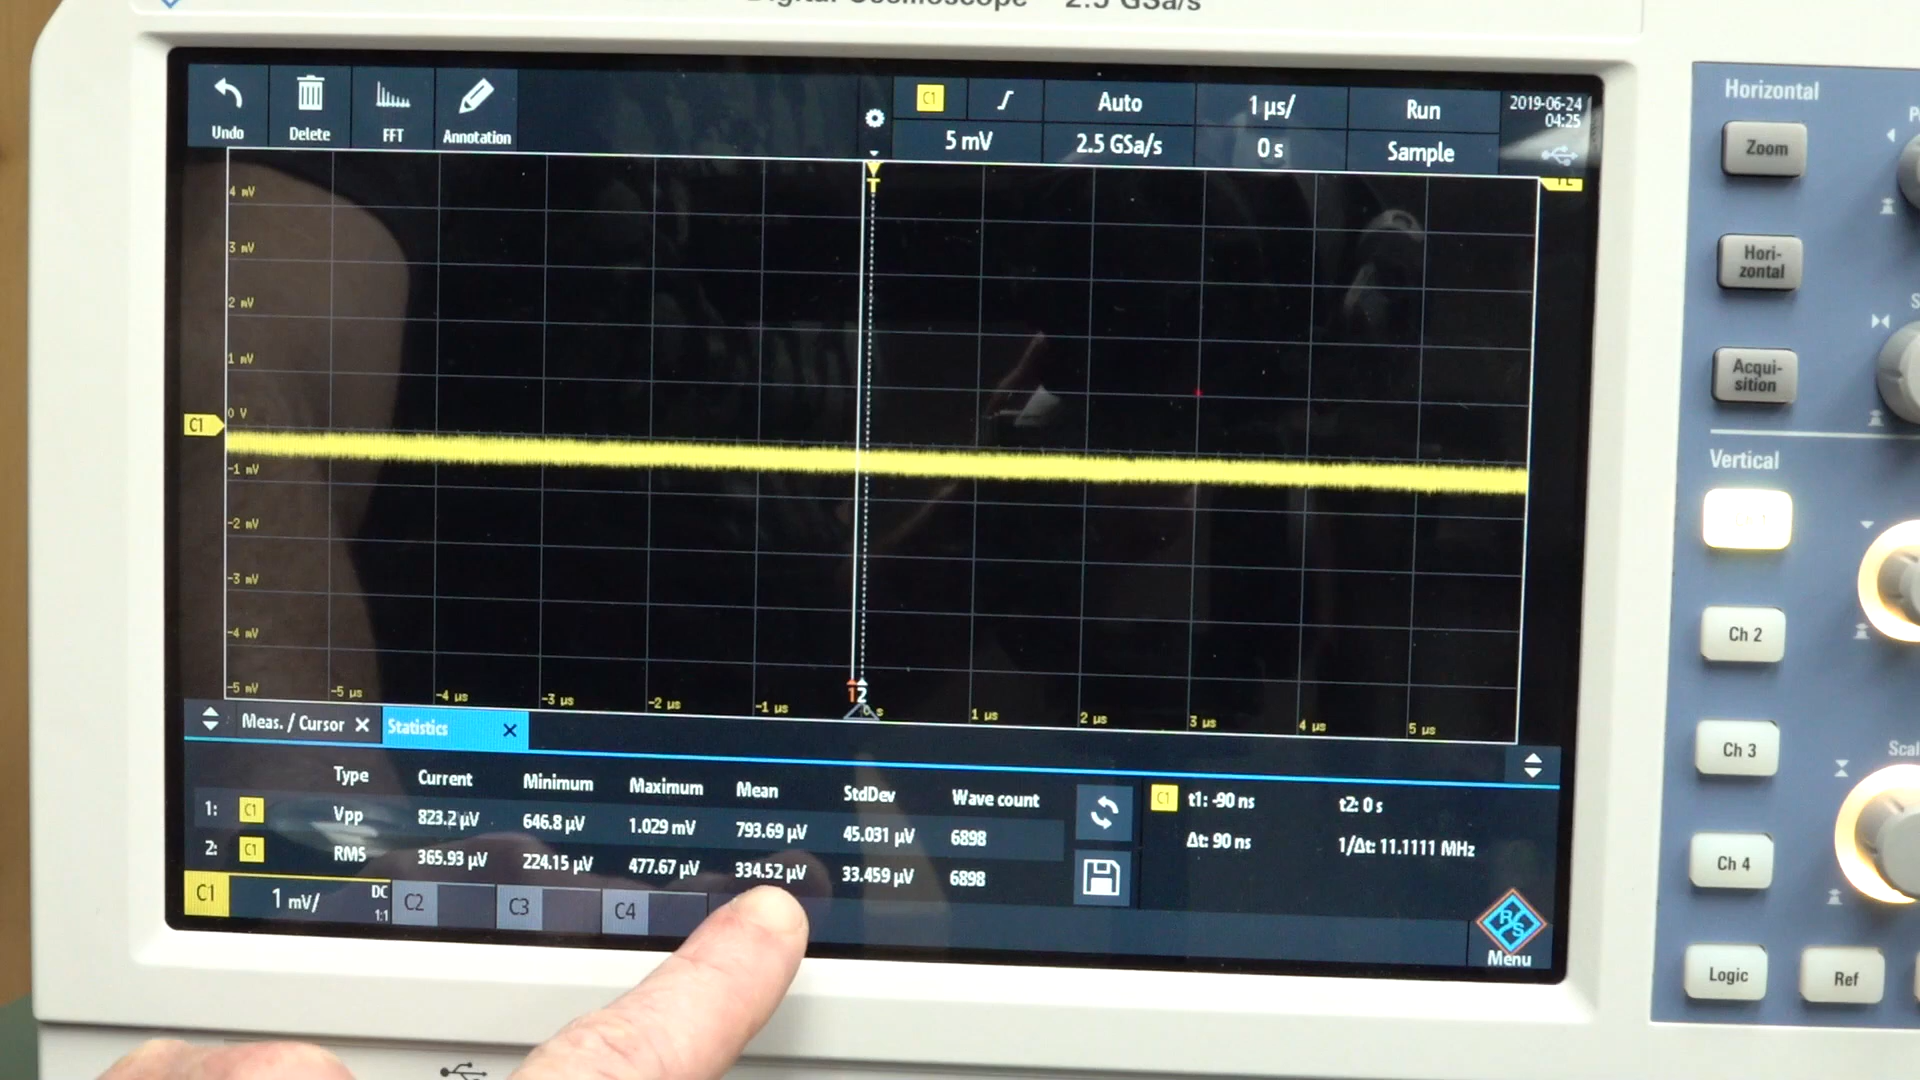 Digital Oscilloscope 2.5 GSa/s
Undo
Delete
FFT
Annotation
C1
Auto
1 µs/
Run
2019-06-24
04:25
5 mV
2.5 GSa/s
0 s
Sample
T
TL
4 mV
3 mV
2 mV
1 mV
0 V
C1
-1 mV
-2 mV
-3 mV
-4 mV
-5 mV
-5 µs
-4 µs
-3 µs
-2 µs
-1 µs
12
0 s
1 µs
2 µs
3 µs
4 µs
5 µs
Meas. / Cursor
Statistics
Type Current Minimum Maximum Mean StdDev Wave count
1: C1 Vpp 823.2 µV 646.8 µV 1.029 mV 793.69 µV 45.031 µV 6898
2: C1 RMS 365.93 µV 224.15 µV 477.67 µV 334.52 µV 33.459 µV 6898
C1 t1: -90 ns t2: 0 s
Δt: 90 ns 1/Δt: 11.1111 MHz
C1 1 mV/ DC
1:1
C2
C3
C4
R S
Menu
Horizontal
Zoom
Hori-
zontal
Acqui-
sition
Vertical
Ch 2
Ch 3
Scal
Ch 4
Logic
Ref